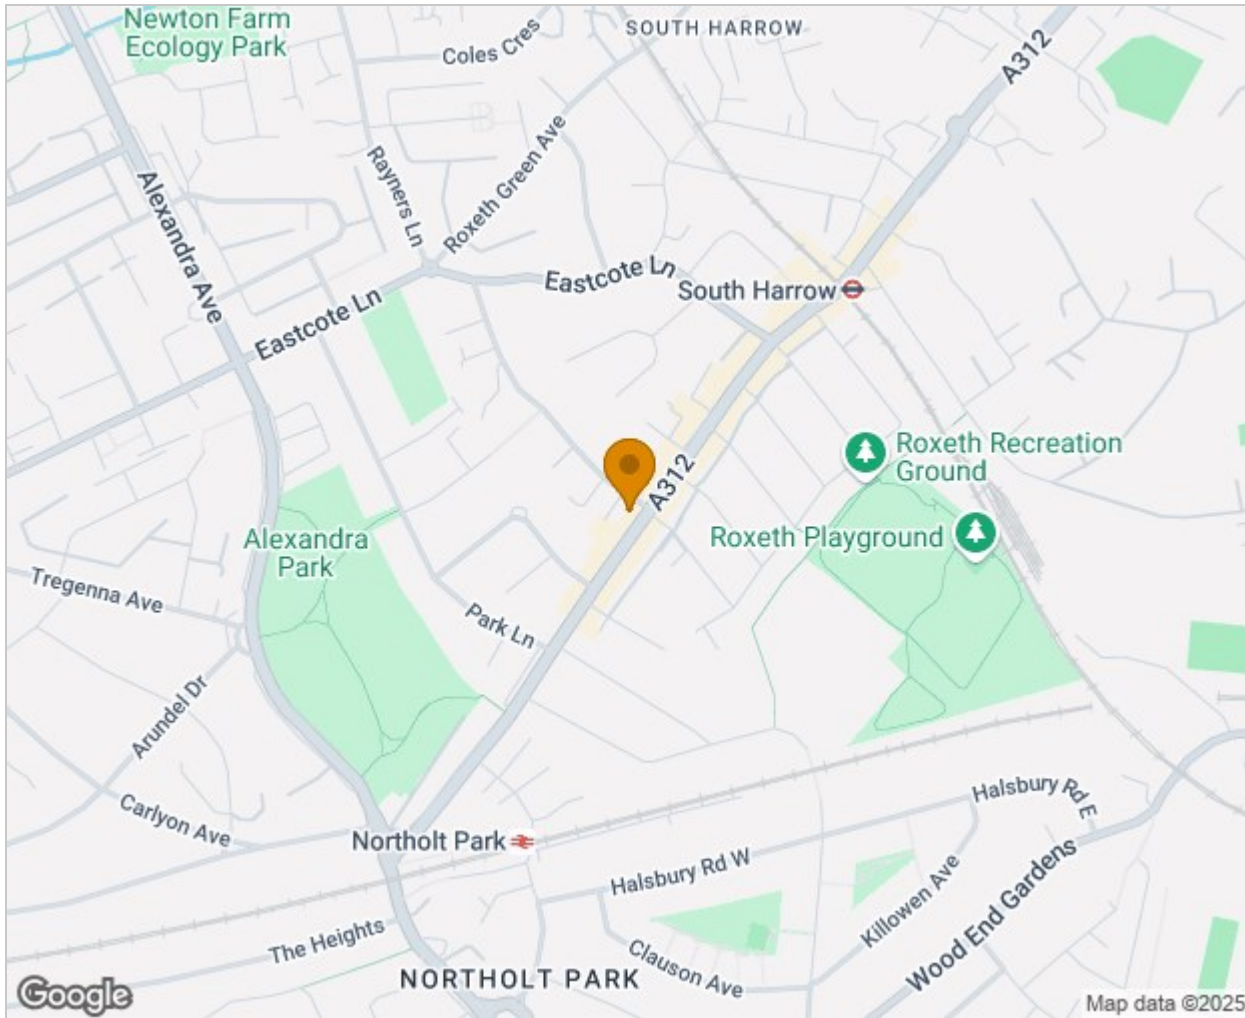 Newton Farm
Ecology Park
Coles Cres
SOUTH HARROW
A312
Rayners Ln
Roxeth Green Ave
Alexandra Ave
Eastcote Ln
South Harrow
Eastcote Ln
A312
Roxeth Recreation
Ground
Roxeth Playground
Alexandra
Park
Tregenna Ave
Park Ln
Arundel Dr
Carlyon Ave
Northolt Park
Halsbury Rd E
Halsbury Rd W
Killowen Ave
Wood End Gardens
The Heights
Clauson Ave
NORTHOLT PARK
Google
Map data ©2025